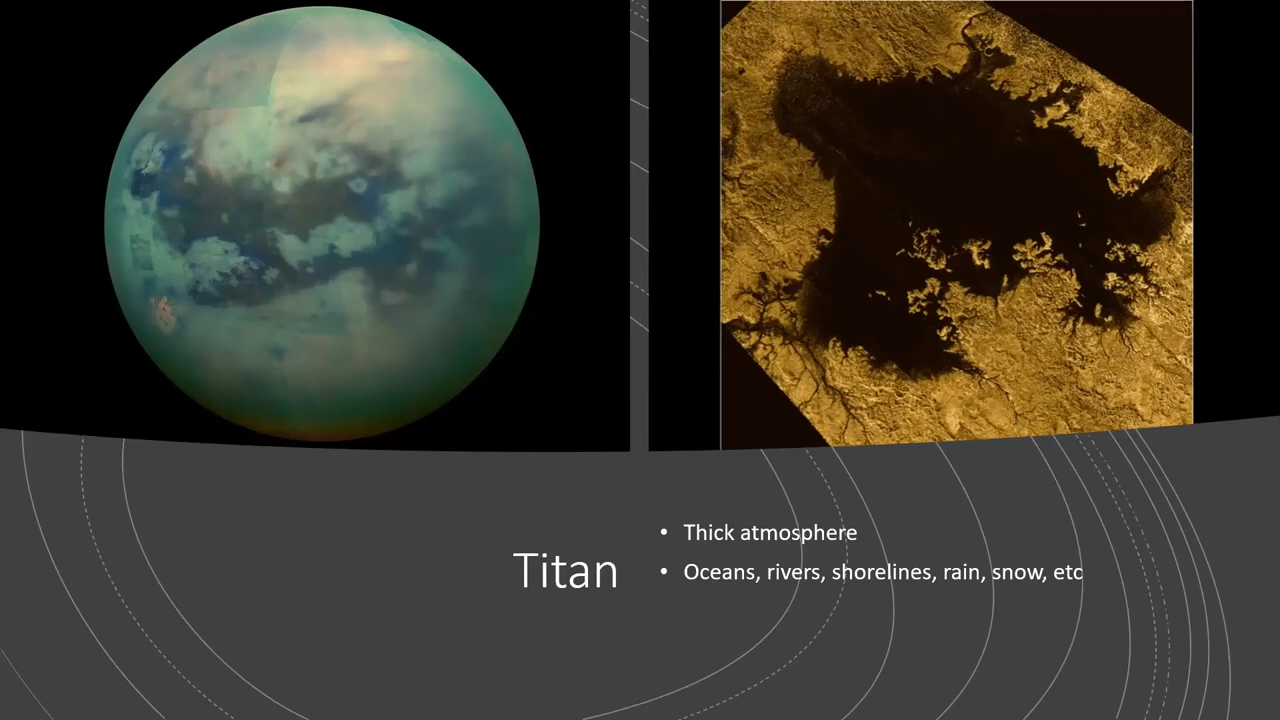 Titan
• Thick atmosphere
• Oceans, rivers, shorelines, rain, snow, etc